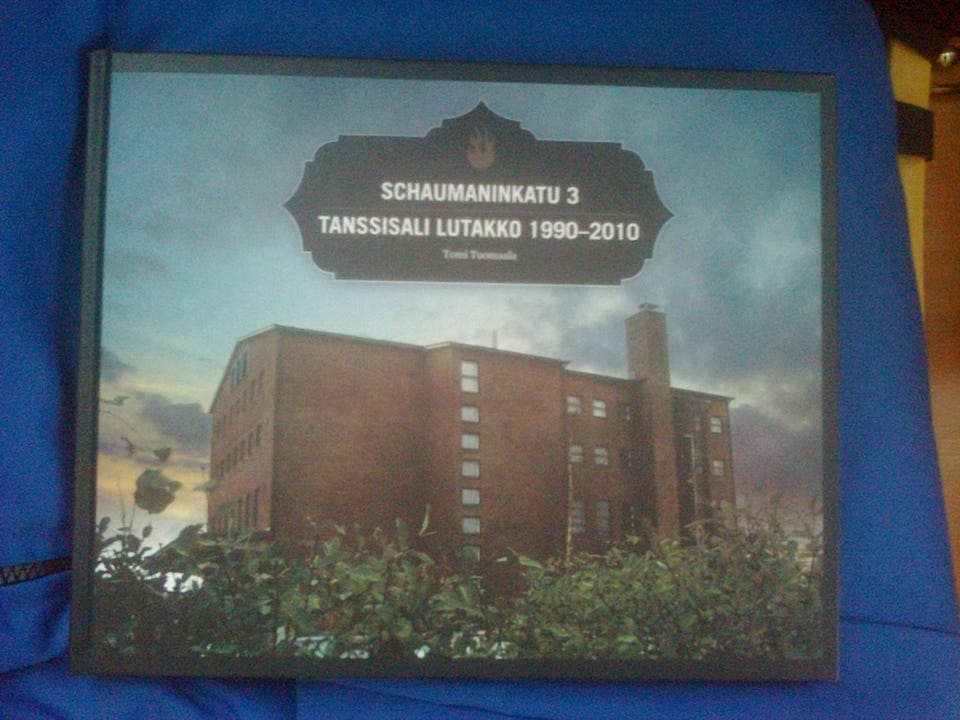 SCHAUMANINKATU 3
TANSSISALI LUTAKKO 1990–2010
Tomi Tuomaala